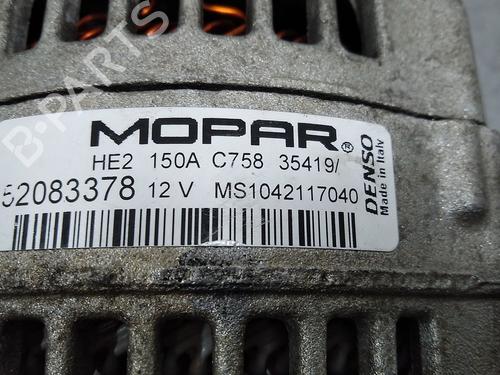 MOPAR®
HE2 150A C758 35419/
52083378 12 V MS1042117040
DENSO
Made in Italy
B-PARTS